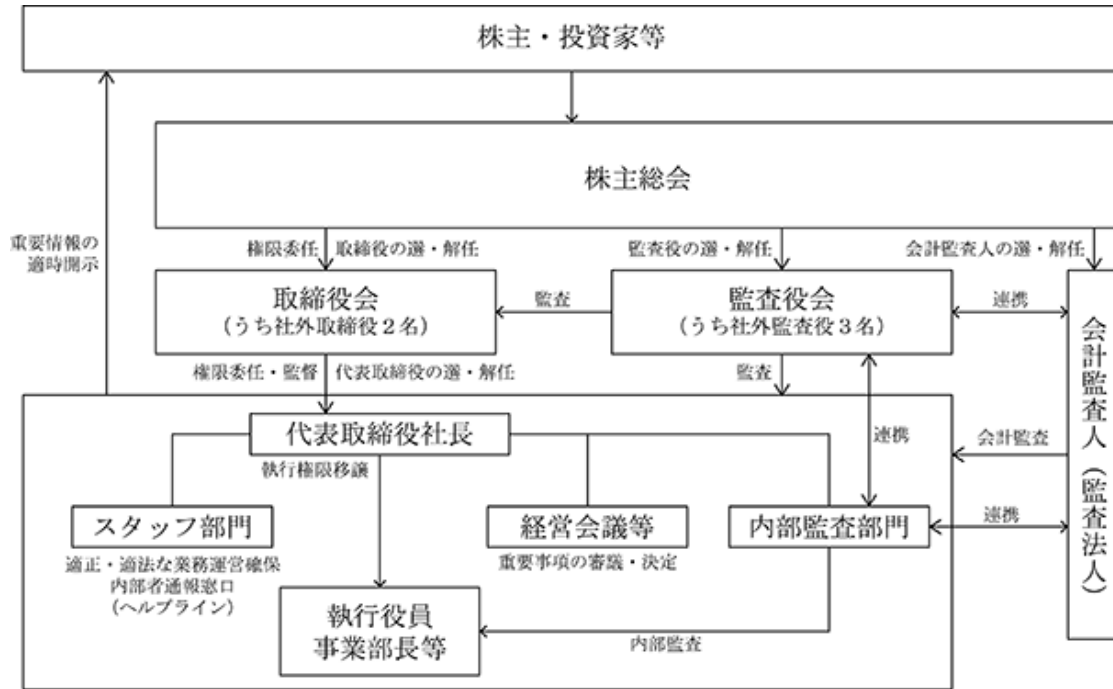 株主・投資家等
株主総会
重要情報の
適時開示
権限委任
取締役の選・解任
監査役の選・解任
会計監査人の選・解任
取締役会
(うち社外取締役2名)
監査
監査役会
(うち社外監査役3名)
連携
会計監査人(監査法人)
権限委任・監督
代表取締役の選・解任
監査
代表取締役社長
執行権限移譲
連携
会計監査
スタッフ部門
適正・適法な業務運営確保
内部者通報窓口
(ヘルプライン)
経営会議等
重要事項の審議・決定
内部監査部門
連携
執行役員
事業部長等
内部監査